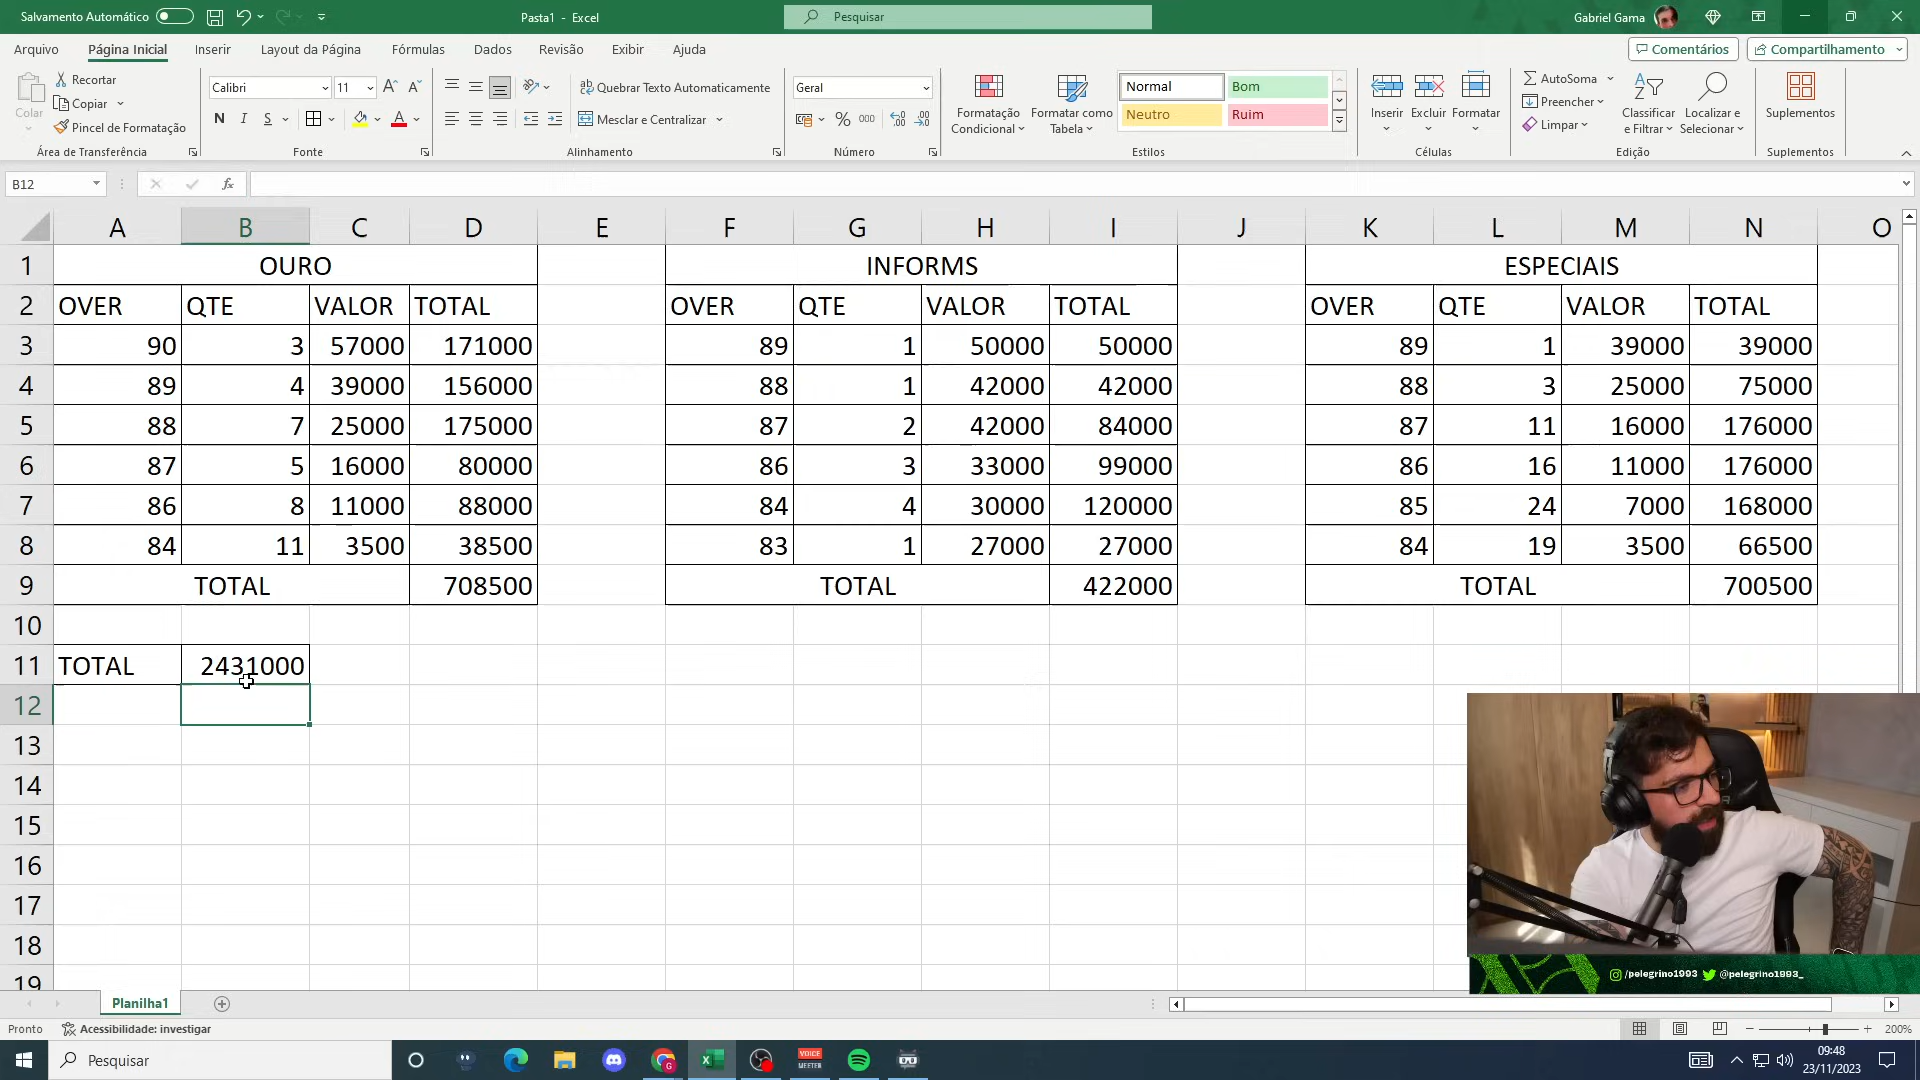 Salvamento Automático
Pasta1 - Excel
Pesquisar
Gabriel Gama
Arquivo Página Inicial Inserir Layout da Página Fórmulas Dados Revisão Exibir Ajuda
Comentários Compartilhamento
Colar
Recortar
Copiar
Pincel de Formatação
Área de Transferência
Calibri 11
N I S
Fonte
Quebrar Texto Automaticamente
Mesclar e Centralizar
Alinhamento
Geral
% 000
Número
Formatação Condicional
Formatar como Tabela
Normal Bom
Neutro Ruim
Estilos
Inserir Excluir Formatar
Células
AutoSoma
Preencher
Limpar
Classificar e Filtrar
Localizar e Selecionar
Edição
Suplementos
Suplementos
B12 fx
A B C D E F G H I J K L M N O
1 OURO INFORMS ESPECIAIS
2 OVER QTE VALOR TOTAL OVER QTE VALOR TOTAL OVER QTE VALOR TOTAL
3 90 3 57000 171000 89 1 50000 50000 89 1 39000 39000
4 89 4 39000 156000 88 1 42000 42000 88 3 25000 75000
5 88 7 25000 175000 87 2 42000 84000 87 11 16000 176000
6 87 5 16000 80000 86 3 33000 99000 86 16 11000 176000
7 86 8 11000 88000 84 4 30000 120000 85 24 7000 168000
8 84 11 3500 38500 83 1 27000 27000 84 19 3500 66500
9 TOTAL 708500 TOTAL 422000 TOTAL 700500
10
11 TOTAL 2431000
12
13
14
15
16
17
18
19
/pelegrino1993 @pelegrino1993_
Planilha1
Pronto Acessibilidade: investigar 200%
Pesquisar
VOICE MEETER
09:48
23/11/2023